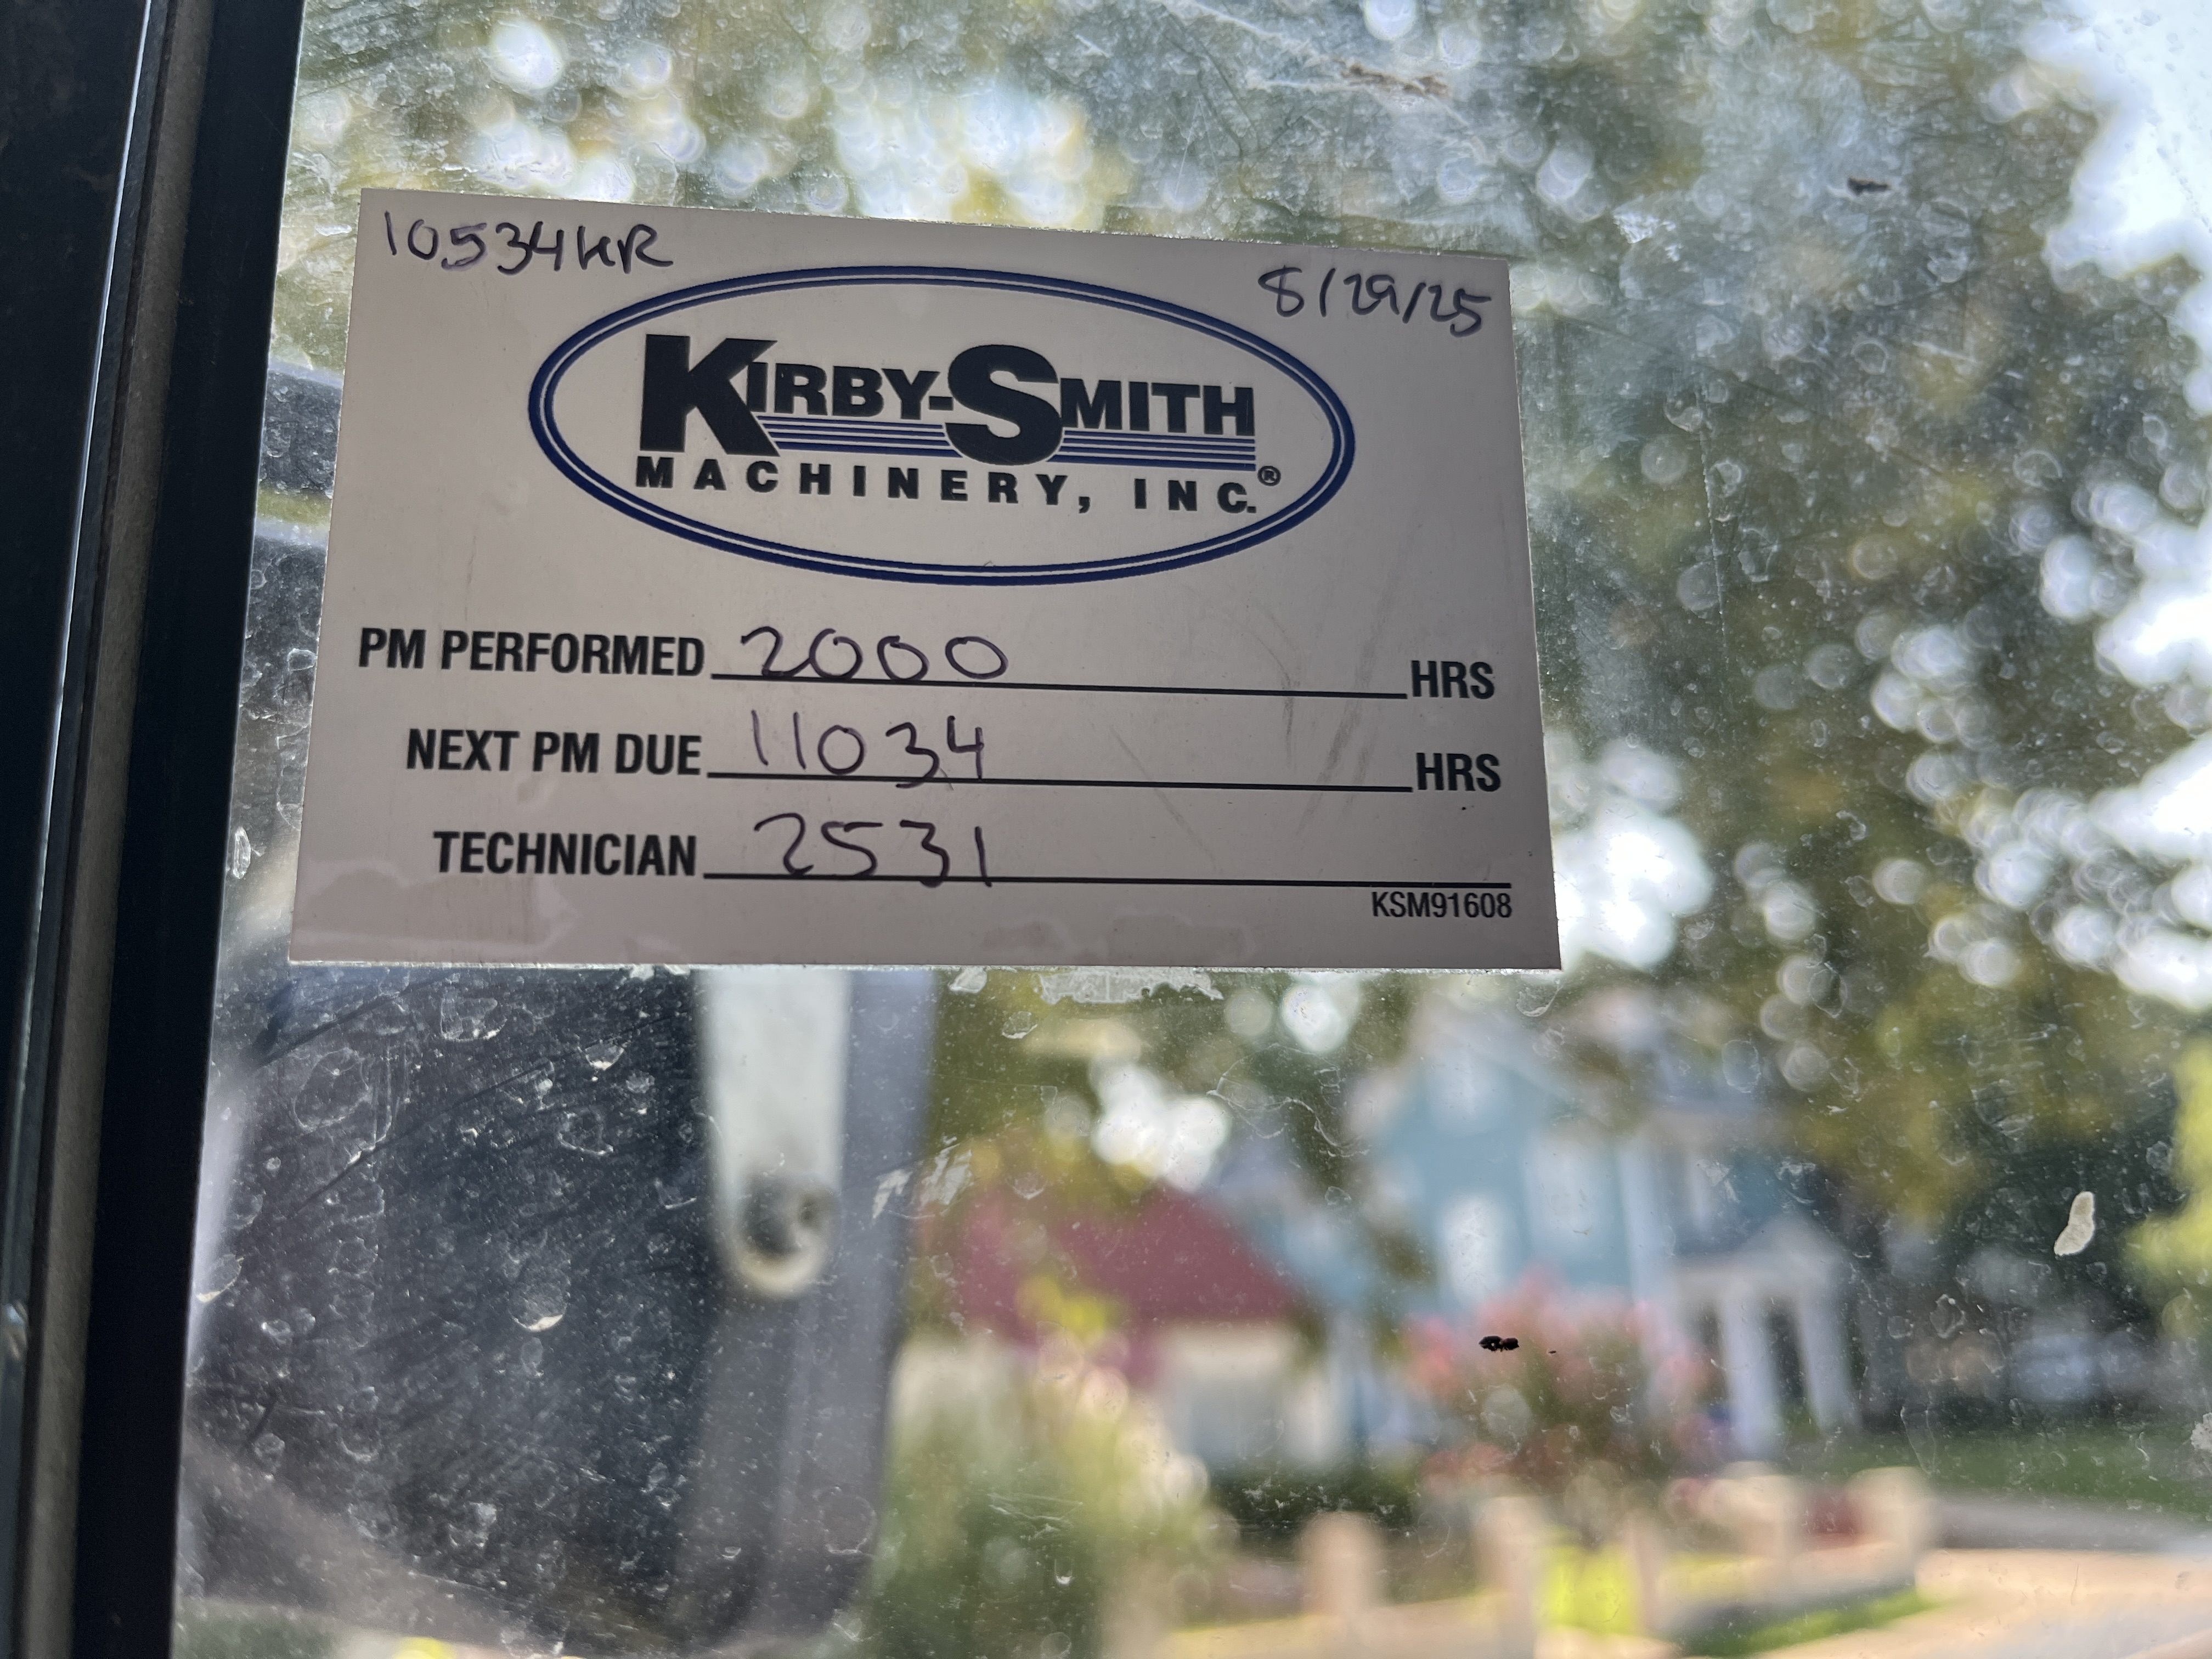 10534HR
8/29/25
KIRBY-SMITH
MACHINERY, INC.®
PM PERFORMED 2000 HRS
NEXT PM DUE 11034 HRS
TECHNICIAN 2531
KSM91608